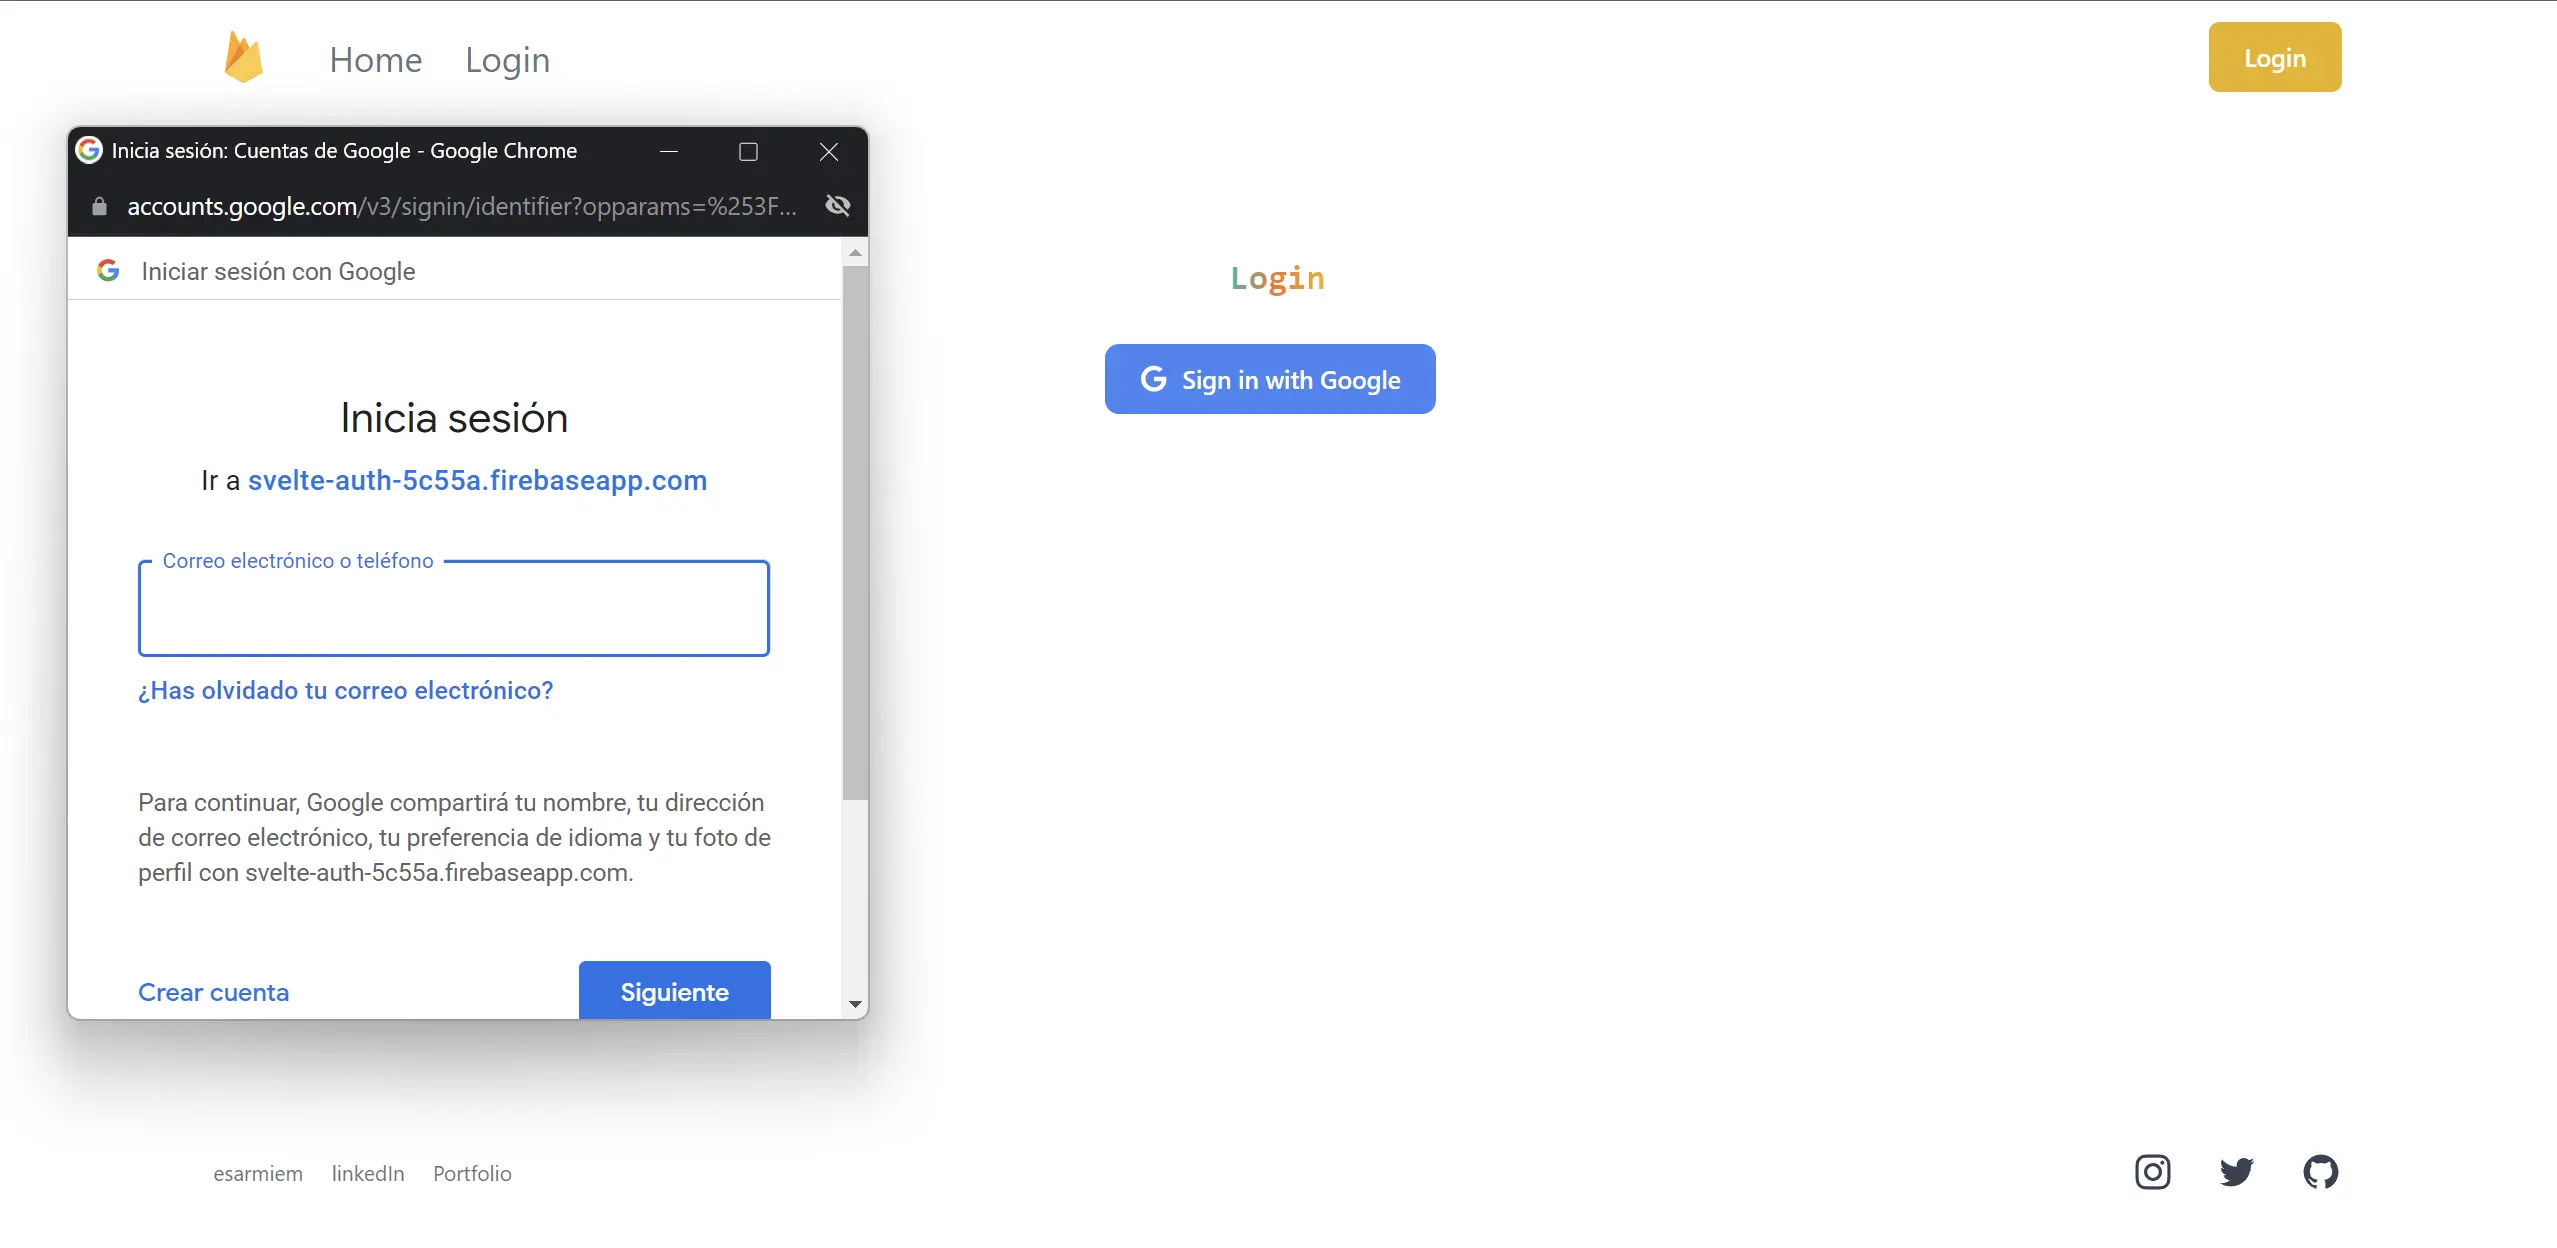 Home Login
Login
Inicia sesión: Cuentas de Google - Google Chrome
accounts.google.com/v3/signin/identifier?opparams=%253F...
Iniciar sesión con Google
Inicia sesión
Ir a svelte-auth-5c55a.firebaseapp.com
Correo electrónico o teléfono
¿Has olvidado tu correo electrónico?
Para continuar, Google compartirá tu nombre, tu dirección
de correo electrónico, tu preferencia de idioma y tu foto de
perfil con svelte-auth-5c55a.firebaseapp.com.
Crear cuenta
Siguiente
Login
Sign in with Google
esarmiem linkedIn Portfolio